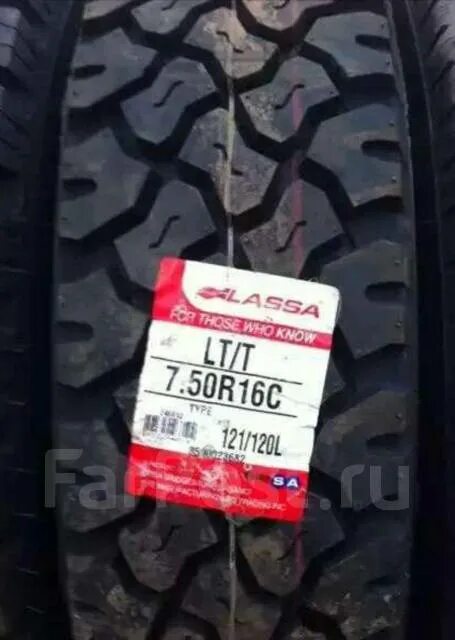 LASSA
FOR THOSE WHO KNOW
LT/T
7.50R16C
TYPE
121/120L
SA
FarPost.ru